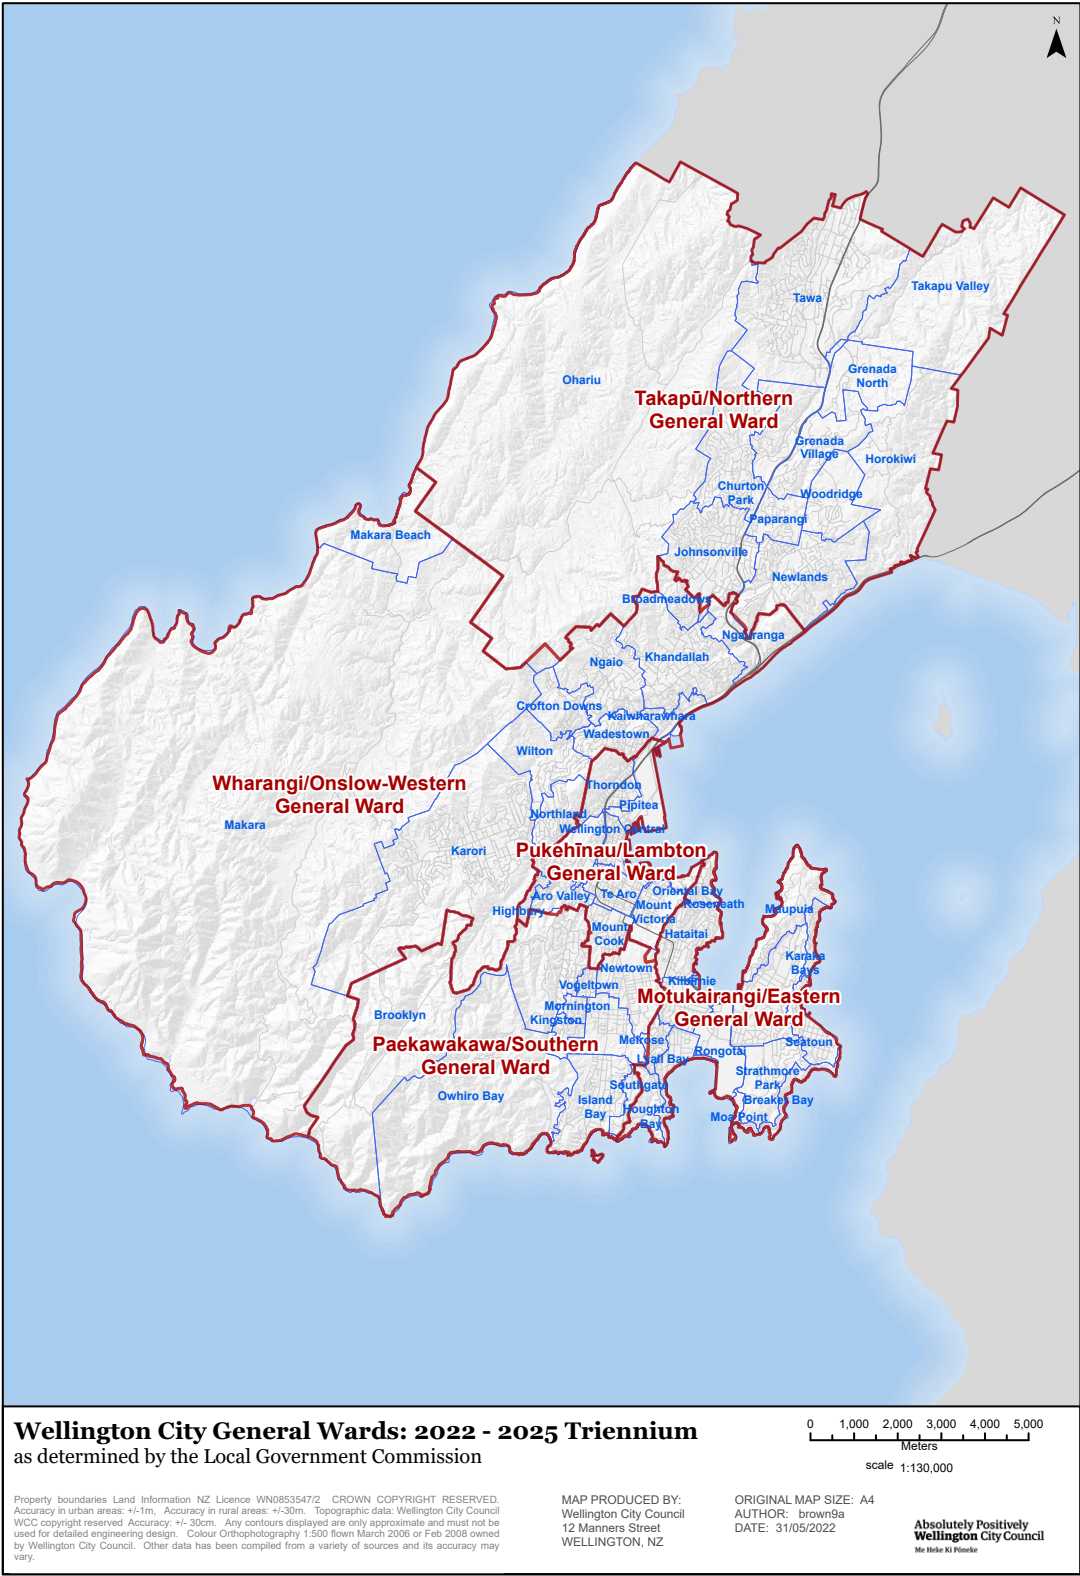 N
Tawa
Takapu Valley
Ohariu
Grenada
North
Takapū/Northern
General Ward
Grenada
Village
Horokiwi
Churton
Park
Woodridge
Paparangi
Makara Beach
Johnsonville
Newlands
Broadmeadows
Ngauranga
Ngaio
Khandallah
Crofton Downs
Kaiwharawhara
Wadestown
Wilton
Wharangi/Onslow-Western
General Ward
Thorndon
Pipitea
Makara
Northland
Wellington Central
Karori
Pukehīnau/Lambton
General Ward
Aro Valley
Te Aro
Oriental Bay
Roseneath
Highbury
Mount
Victoria
Maupuia
Mount
Cook
Hataitai
Karaka
Bays
Newtown
Vogeltown
Kilbirnie
Motukairangi/Eastern
General Ward
Mornington
Kingston
Brooklyn
Paekawakawa/Southern
General Ward
Melrose
Lyall Bay
Rongotai
Seatoun
Strathmore
Park
Southgate
Owhiro Bay
Island
Bay
Houghton
Bay
Breaker Bay
Moa Point
Wellington City General Wards: 2022 - 2025 Triennium
as determined by the Local Government Commission
0 1,000 2,000 3,000 4,000 5,000
Meters
scale 1:130,000
Property boundaries Land Information NZ Licence WN0853547/2 CROWN COPYRIGHT RESERVED.
Accuracy in urban areas: +/-1m, Accuracy in rural areas: +/-30m. Topographic data: Wellington City Council
WCC copyright reserved Accuracy: +/- 30cm. Any contours displayed are only approximate and must not be
used for detailed engineering design. Colour Orthophotography 1:500 flown March 2006 or Feb 2008 owned
by Wellington City Council. Other data has been compiled from a variety of sources and its accuracy may
vary.
MAP PRODUCED BY:
Wellington City Council
12 Manners Street
WELLINGTON, NZ
ORIGINAL MAP SIZE: A4
AUTHOR: brown9a
DATE: 31/05/2022
Absolutely Positively
Wellington City Council
Me Heke Ki Pōneke